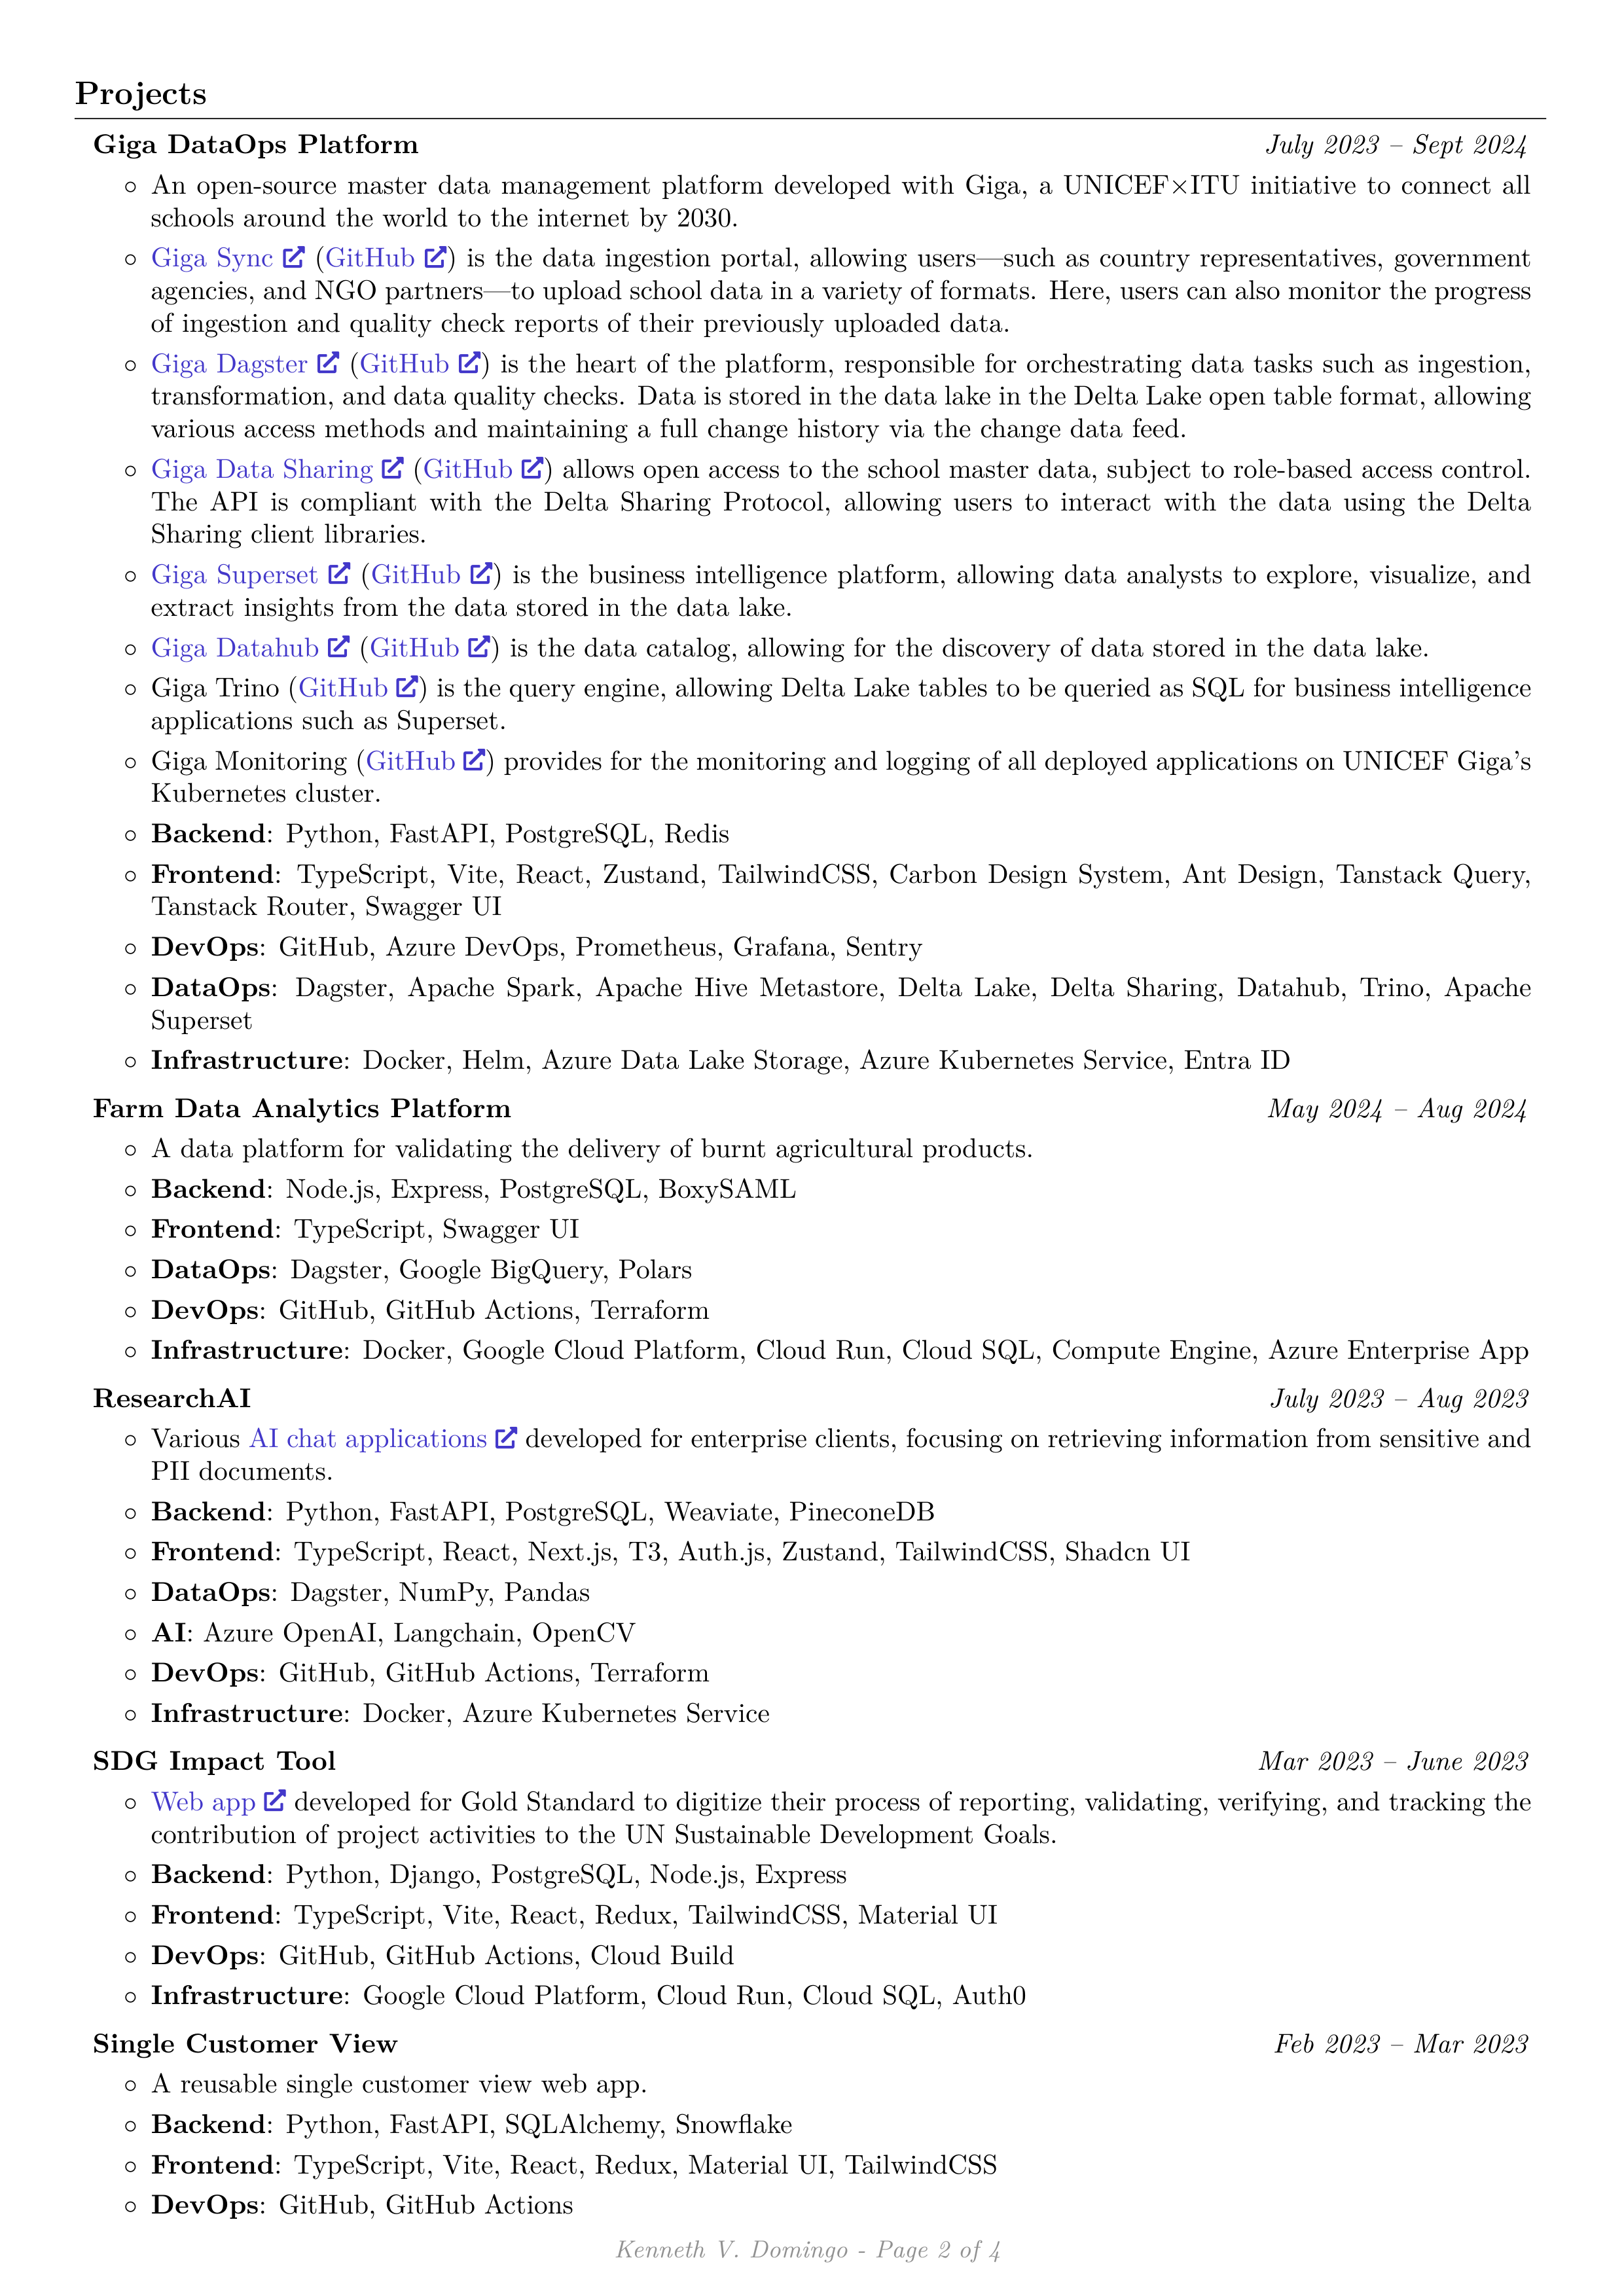 Projects
Giga DataOps Platform July 2023 – Sept 2024
◦ An open-source master data management platform developed with Giga, a UNICEF×ITU initiative to connect all
schools around the world to the internet by 2030.
◦ Giga Sync (GitHub) is the data ingestion portal, allowing users—such as country representatives, government
agencies, and NGO partners—to upload school data in a variety of formats. Here, users can also monitor the progress
of ingestion and quality check reports of their previously uploaded data.
◦ Giga Dagster (GitHub) is the heart of the platform, responsible for orchestrating data tasks such as ingestion,
transformation, and data quality checks. Data is stored in the data lake in the Delta Lake open table format, allowing
various access methods and maintaining a full change history via the change data feed.
◦ Giga Data Sharing (GitHub) allows open access to the school master data, subject to role-based access control.
The API is compliant with the Delta Sharing Protocol, allowing users to interact with the data using the Delta
Sharing client libraries.
◦ Giga Superset (GitHub) is the business intelligence platform, allowing data analysts to explore, visualize, and
extract insights from the data stored in the data lake.
◦ Giga Datahub (GitHub) is the data catalog, allowing for the discovery of data stored in the data lake.
◦ Giga Trino (GitHub) is the query engine, allowing Delta Lake tables to be queried as SQL for business intelligence
applications such as Superset.
◦ Giga Monitoring (GitHub) provides for the monitoring and logging of all deployed applications on UNICEF Giga's
Kubernetes cluster.
◦ Backend: Python, FastAPI, PostgreSQL, Redis
◦ Frontend: TypeScript, Vite, React, Zustand, TailwindCSS, Carbon Design System, Ant Design, Tanstack Query,
Tanstack Router, Swagger UI
◦ DevOps: GitHub, Azure DevOps, Prometheus, Grafana, Sentry
◦ DataOps: Dagster, Apache Spark, Apache Hive Metastore, Delta Lake, Delta Sharing, Datahub, Trino, Apache
Superset
◦ Infrastructure: Docker, Helm, Azure Data Lake Storage, Azure Kubernetes Service, Entra ID
Farm Data Analytics Platform May 2024 – Aug 2024
◦ A data platform for validating the delivery of burnt agricultural products.
◦ Backend: Node.js, Express, PostgreSQL, BoxySAML
◦ Frontend: TypeScript, Swagger UI
◦ DataOps: Dagster, Google BigQuery, Polars
◦ DevOps: GitHub, GitHub Actions, Terraform
◦ Infrastructure: Docker, Google Cloud Platform, Cloud Run, Cloud SQL, Compute Engine, Azure Enterprise App
ResearchAI July 2023 – Aug 2023
◦ Various AI chat applications developed for enterprise clients, focusing on retrieving information from sensitive and
PII documents.
◦ Backend: Python, FastAPI, PostgreSQL, Weaviate, PineconeDB
◦ Frontend: TypeScript, React, Next.js, T3, Auth.js, Zustand, TailwindCSS, Shadcn UI
◦ DataOps: Dagster, NumPy, Pandas
◦ AI: Azure OpenAI, Langchain, OpenCV
◦ DevOps: GitHub, GitHub Actions, Terraform
◦ Infrastructure: Docker, Azure Kubernetes Service
SDG Impact Tool Mar 2023 – June 2023
◦ Web app developed for Gold Standard to digitize their process of reporting, validating, verifying, and tracking the
contribution of project activities to the UN Sustainable Development Goals.
◦ Backend: Python, Django, PostgreSQL, Node.js, Express
◦ Frontend: TypeScript, Vite, React, Redux, TailwindCSS, Material UI
◦ DevOps: GitHub, GitHub Actions, Cloud Build
◦ Infrastructure: Google Cloud Platform, Cloud Run, Cloud SQL, Auth0
Single Customer View Feb 2023 – Mar 2023
◦ A reusable single customer view web app.
◦ Backend: Python, FastAPI, SQLAlchemy, Snowflake
◦ Frontend: TypeScript, Vite, React, Redux, Material UI, TailwindCSS
◦ DevOps: GitHub, GitHub Actions
Kenneth V. Domingo - Page 2 of 4